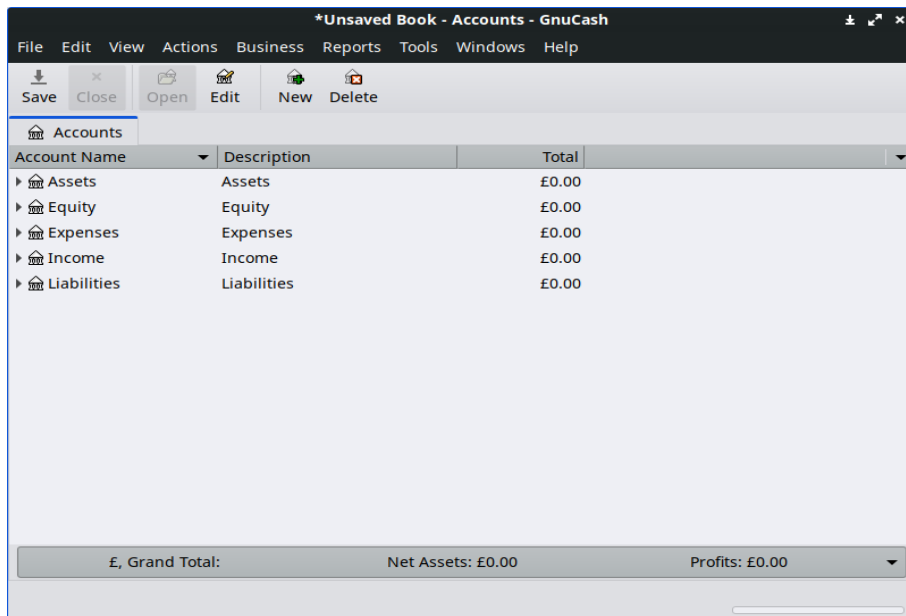 *Unsaved Book - Accounts - GnuCash
File Edit View Actions Business Reports Tools Windows Help
Save Close Open Edit New Delete
Accounts
Account Name Description Total
Assets Assets £0.00
Equity Equity £0.00
Expenses Expenses £0.00
Income Income £0.00
Liabilities Liabilities £0.00
£, Grand Total: Net Assets: £0.00 Profits: £0.00